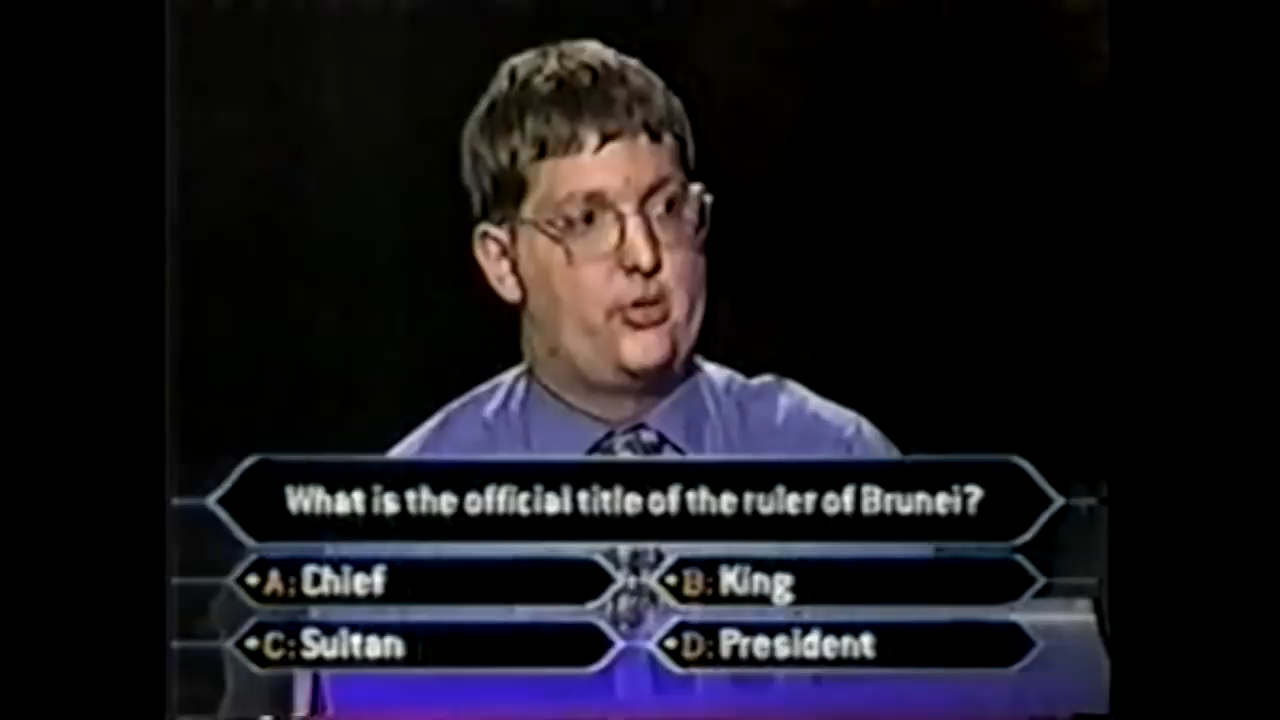 What is the official title of the ruler of Brunei?
A: Chief
B: King
C: Sultan
D: President